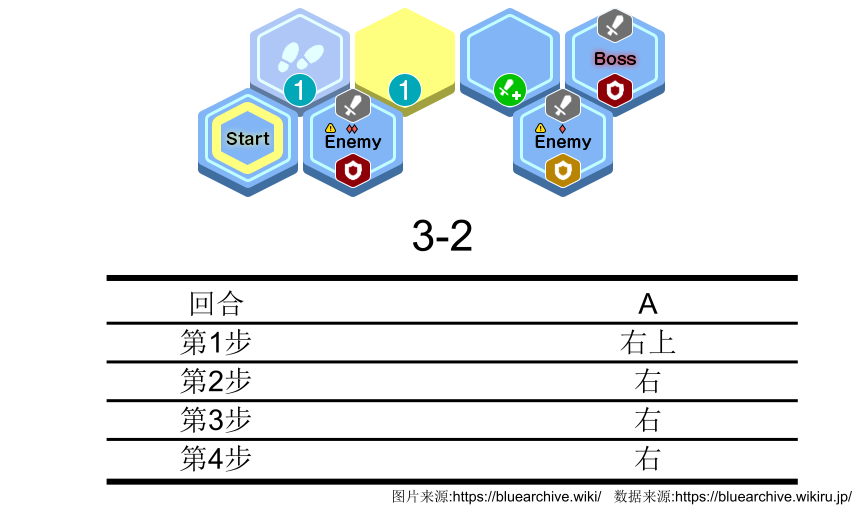 1
1
Boss
Start
Enemy
Enemy
3-2
回合 A
第1步 右上
第2步 右
第3步 右
第4步 右
图片来源:https://bluearchive.wiki/ 数据来源:https://bluearchive.wikiru.jp/